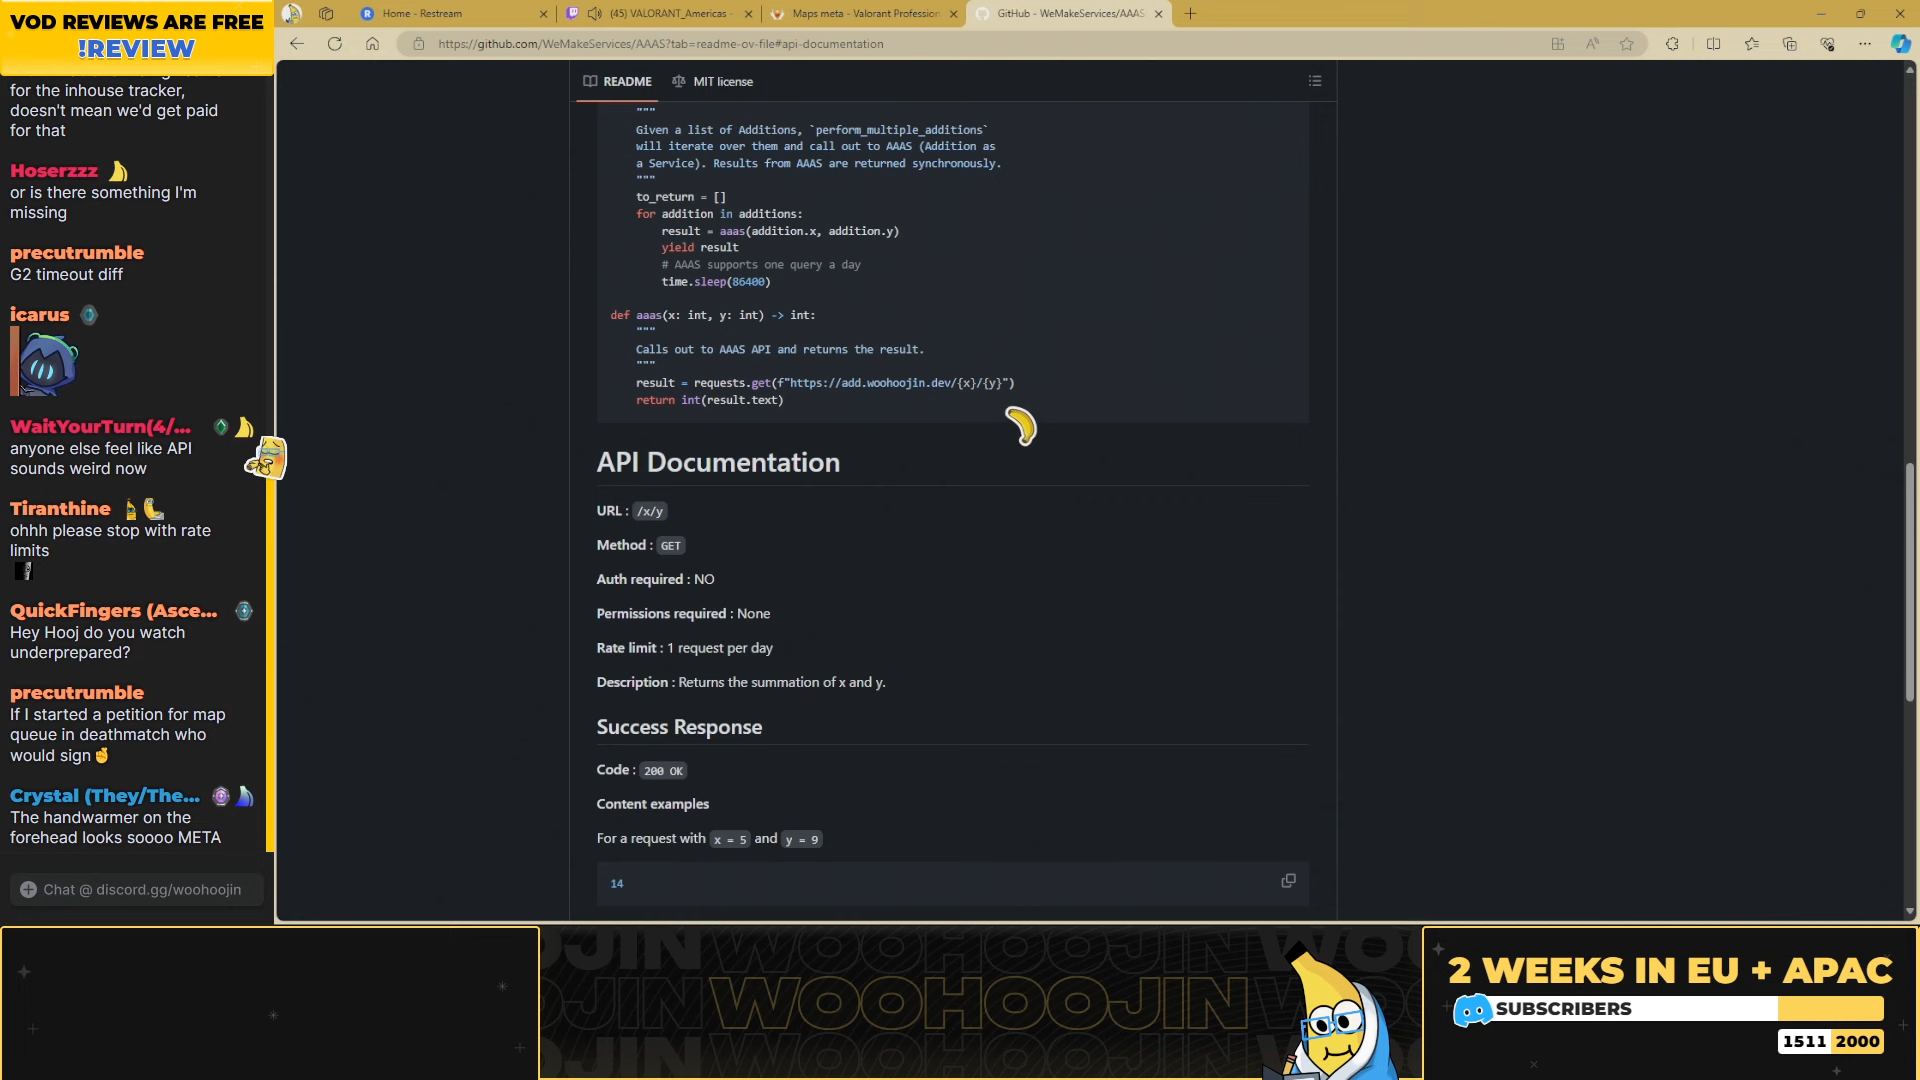 VOD REVIEWS ARE FREE
!REVIEW
for the inhouse tracker,
doesn't mean we'd get paid
for that
Hoserzzz
or is there something I'm
missing
precutrumble
G2 timeout diff
icarus
WaitYourTurn(4/...
anyone else feel like API
sounds weird now
Tiranthine
ohhh please stop with rate
limits
QuickFingers (Asce...
Hey Hooj do you watch
underprepared?
precutrumble
If I started a petition for map
queue in deathmatch who
would sign
Crystal (They/The...
The handwarmer on the
forehead looks soooo META
Chat @ discord.gg/woohoojin
Home - Restream
(45) VALORANT_Americas -
Maps meta - Valorant Profession
GitHub - WeMakeServices/AAAS
https://github.com/WeMakeServices/AAAS?tab=readme-ov-file#api-documentation
README
MIT license
"""
Given a list of Additions, `perform_multiple_additions`
will iterate over them and call out to AAAS (Addition as
a Service). Results from AAAS are returned synchronously.
"""
to_return = []
for addition in additions:
result = aaas(addition.x, addition.y)
yield result
# AAAS supports one query a day
time.sleep(86400)
def aaas(x: int, y: int) -> int:
"""
Calls out to AAAS API and returns the result.
"""
result = requests.get(f"https://add.woohoojin.dev/{x}/{y}")
return int(result.text)
API Documentation
URL : /x/y
Method : GET
Auth required : NO
Permissions required : None
Rate limit : 1 request per day
Description : Returns the summation of x and y.
Success Response
Code : 200 OK
Content examples
For a request with x = 5 and y = 9
14
OJINWOOHOOJINWOOHOOJINWO
OJINWOOHOOJINWO
2 WEEKS IN EU + APAC
SUBSCRIBERS
1511 2000